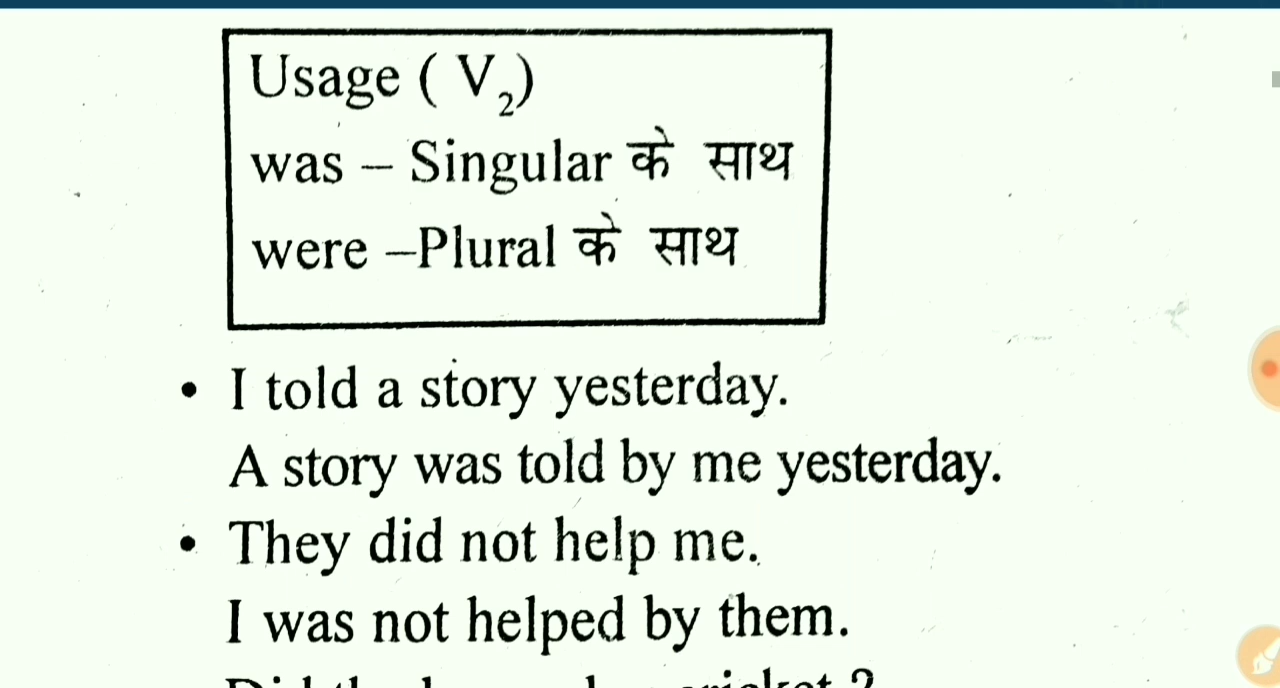 Usage ( V₂)
was – Singular के साथ
were –Plural के साथ
• I told a story yesterday.
A story was told by me yesterday.
• They did not help me.
I was not helped by them.